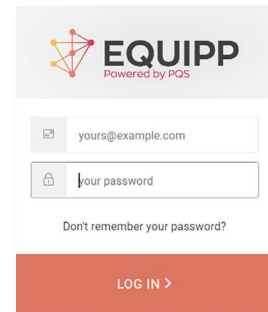 EQUIPP
Powered by PQS
yours@example.com
your password
Don't remember your password?
LOG IN >